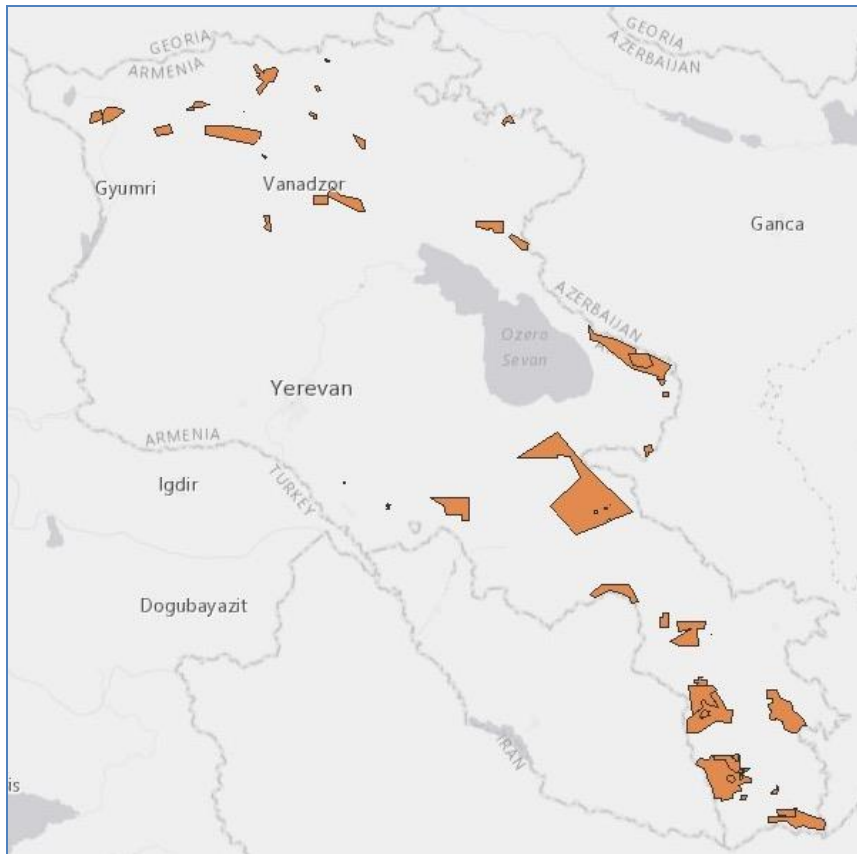 GEORIA
ARMENIA
GEORIA
AZERBAIJAN
Gyumri
Vanadzor
Ganca
AZERBAIJAN
Ozero
Sevan
Yerevan
ARMENIA
TURKEY
Igdir
Dogubayazit
IRAN
is